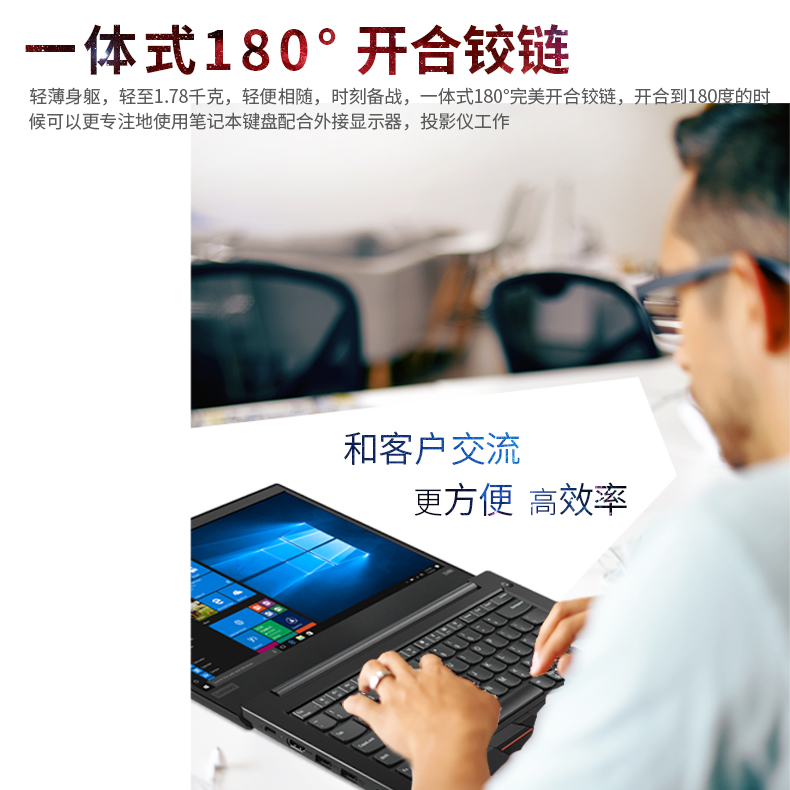 一体式180°开合铰链
轻薄身躯，轻至1.78千克，轻便相随，时刻备战，一体式180°完美开合铰链，开合到180度的时
候可以更专注地使用笔记本键盘配合外接显示器，投影仪工作
和客户交流
更方便 高效率